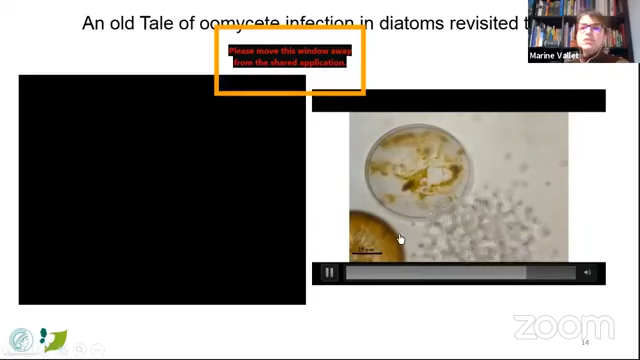 An old Tale of oomycete infection in diatoms revisited
Please move this window away
from the shared application.
Marine Vallet
zoom
14